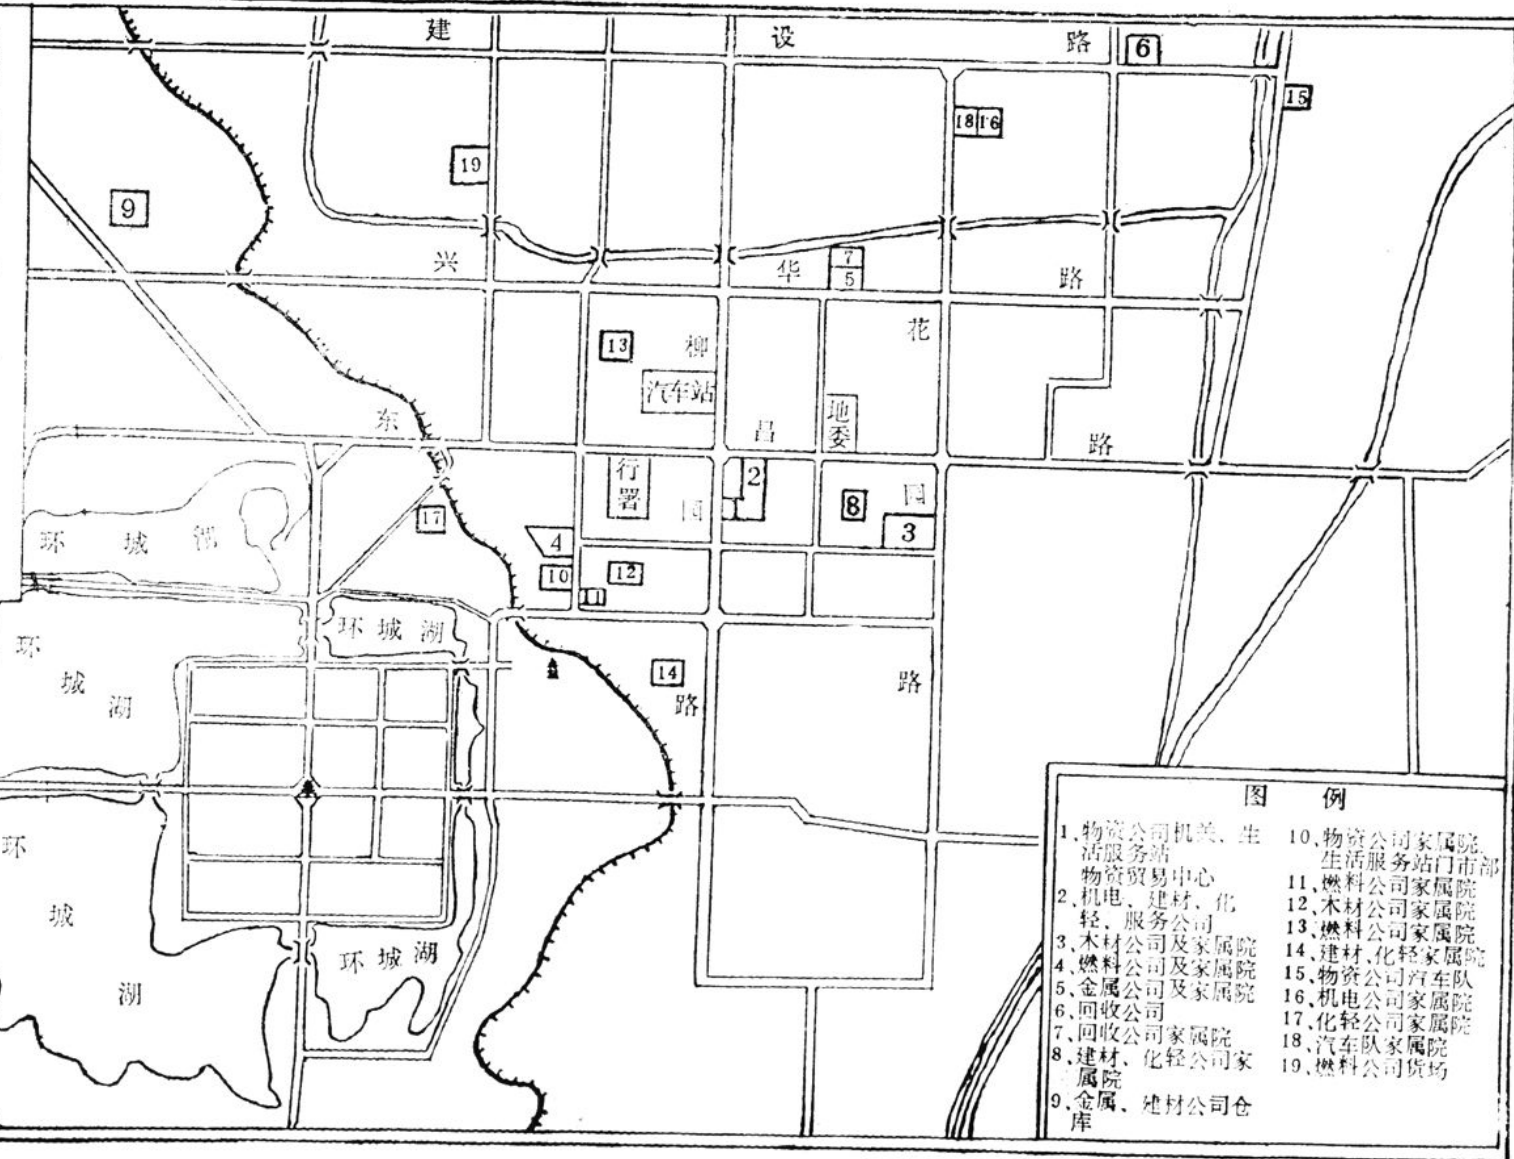 建 设 路
6
15
18 16
19
9
兴 华 路
7
5
花
13
柳
汽车站
地委
昌
东 路
行署
2
园
8
园
3
17
4
10
12
11
环 城 湖
环 城 湖
环 城 湖
14
路
路
环 城 湖
环 城 湖
图 例
1、物资公司机关、生
活服务站
物资贸易中心
2、机电、建材、化
轻、服务公司
3、木材公司及家属院
4、燃料公司及家属院
5、金属公司及家属院
6、回收公司
7、回收公司家属院
8、建材、化轻公司家
属院
9、金属、建材公司仓
库
10、物资公司家属院、
生活服务站门市部
11、燃料公司家属院
12、木材公司家属院
13、燃料公司家属院
14、建材、化轻家属院
15、物资公司汽车队
16、机电公司家属院
17、化轻公司家属院
18、汽车队家属院
19、燃料公司货场